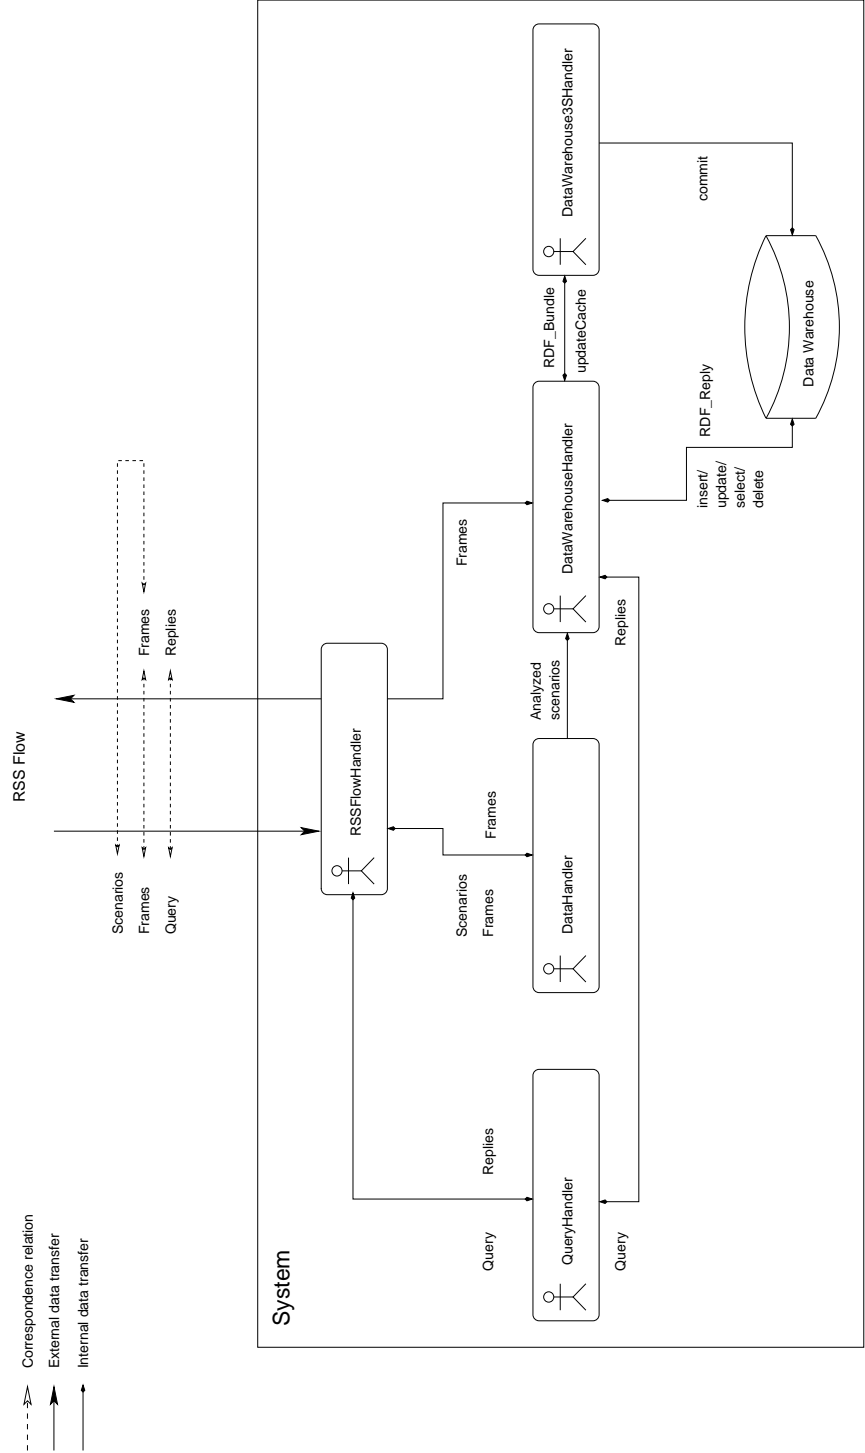 Correspondence relation
External data transfer
Internal data transfer
RSS Flow
Scenarios
Frames
Query
Frames
Replies
System
RSSFlowHandler
Query
Replies
Scenarios
Frames
Frames
Frames
QueryHandler
DataHandler
Analyzed
scenarios
DataWarehouseHandler
RDF_Bundle
updateCache
DataWarehouse3SHandler
Query
Replies
insert/
update/
select/
delete
RDF_Reply
commit
Data Warehouse